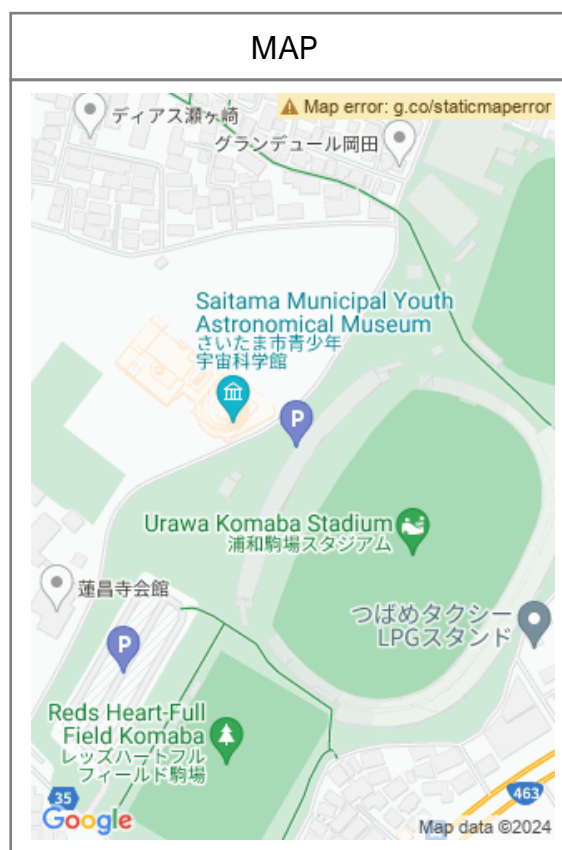 MAP
⚠ Map error: g.co/staticmaperror
ディアス瀬ヶ崎
グランデュール岡田
Saitama Municipal Youth
Astronomical Museum
さいたま市青少年
宇宙科学館
P
Urawa Komaba Stadium
浦和駒場スタジアム
蓮昌寺会館
つばめタクシー
LPGスタンド
P
Reds Heart-Full
Field Komaba
レッズハートフル
フィールド駒場
35
463
Google
Map data ©2024